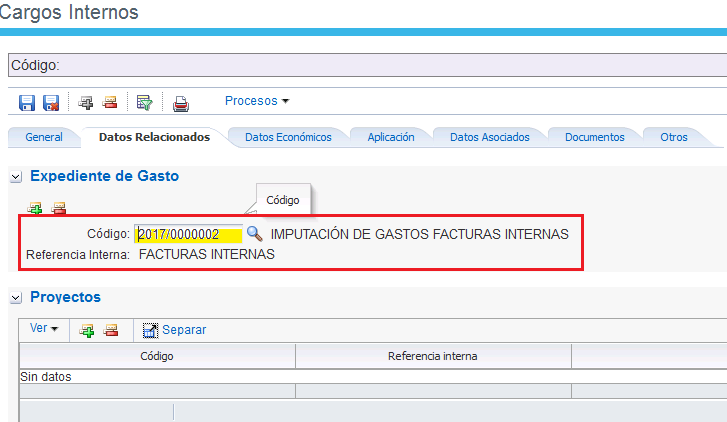 Cargos Internos
Código:
Procesos
General Datos Relacionados Datos Económicos Aplicación Datos Asociados Documentos Otros
Expediente de Gasto
Código
Código: 2017/0000002 IMPUTACIÓN DE GASTOS FACTURAS INTERNAS
Referencia Interna: FACTURAS INTERNAS
Proyectos
Ver Separar
Código Referencia interna
Sin datos